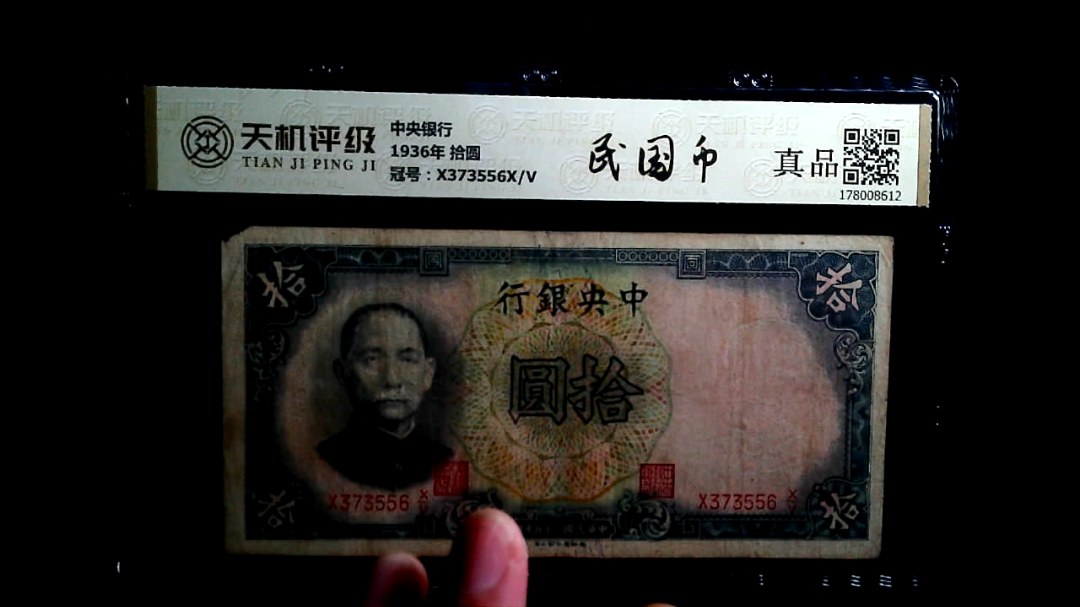 天机评级
TIAN JI PING JI
中央银行
1936年 拾圆
冠号：X373556X/V
民国币
真品
178008612
拾
拾
行銀央中
圓拾
X373556 X/V
X373556 X/V
拾
拾